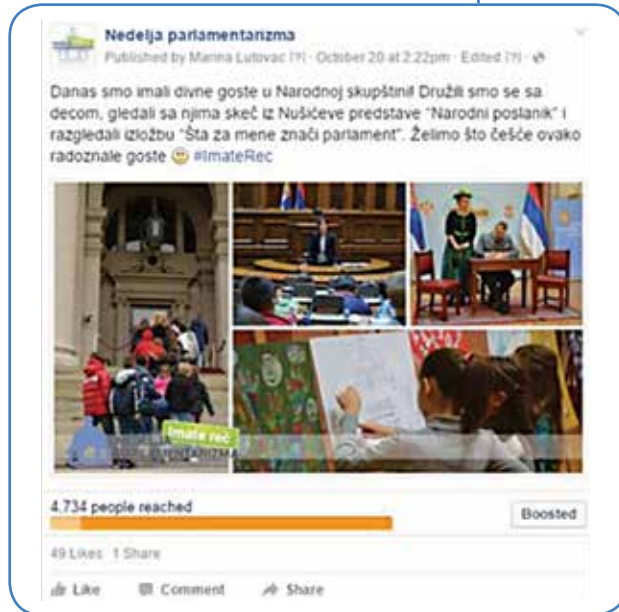 Nedelja parlamentarizma
Published by Marina Lutovac [?] · October 20 at 2:22pm · Edited [?] ·
Danas smo imali divne goste u Narodnoj skupštini! Družili smo se sa
decom, gledali sa njima skeč iz Nušićeve predstave "Narodni poslanik" i
razgledali izložbu "Šta za mene znači parlament". Želimo što češće ovako
radoznale goste #ImateRec
imate reč
PARLAMENTARIZMA
4,734 people reached
Boosted
49 Likes 1 Share
Like Comment Share